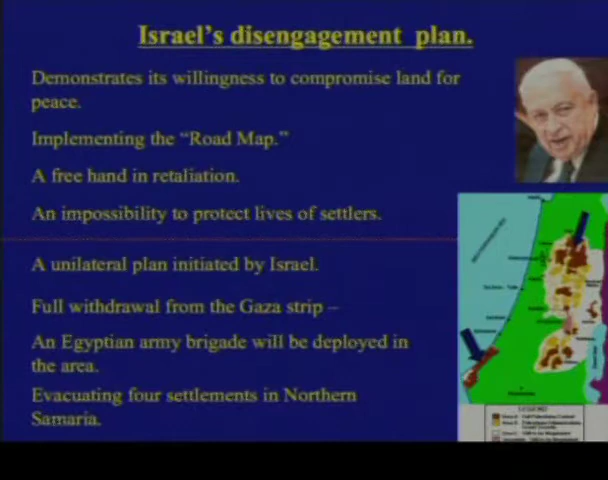 Israel's disengagement plan.
Demonstrates its willingness to compromise land for
peace.
Implementing the “Road Map.”
A free hand in retaliation.
An impossibility to protect lives of settlers.
A unilateral plan initiated by Israel.
Full withdrawal from the Gaza strip –
An Egyptian army brigade will be deployed in
the area.
Evacuating four settlements in Northern
Samaria.
LEGEND